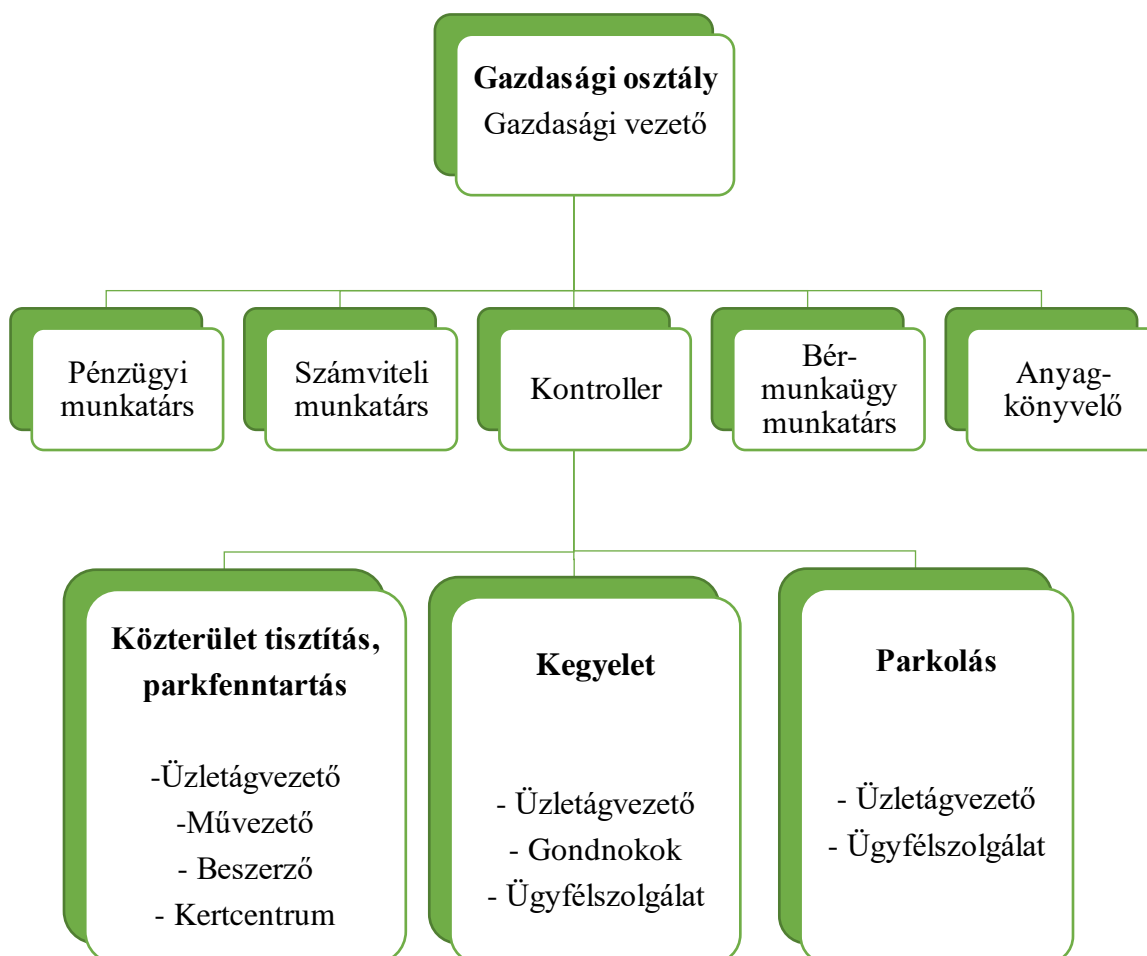 Gazdasági osztály
Gazdasági vezető
Pénzügyi
munkatárs
Számviteli
munkatárs
Kontroller
Bér-
munkaügy
munkatárs
Anyag-
könyvelő
Közterület tisztítás,
parkfenntartás
-Üzletágvezető
-Művezető
- Beszerző
- Kertcentrum
Kegyelet
- Üzletágvezető
- Gondnokok
- Ügyfélszolgálat
Parkolás
- Üzletágvezető
- Ügyfélszolgálat